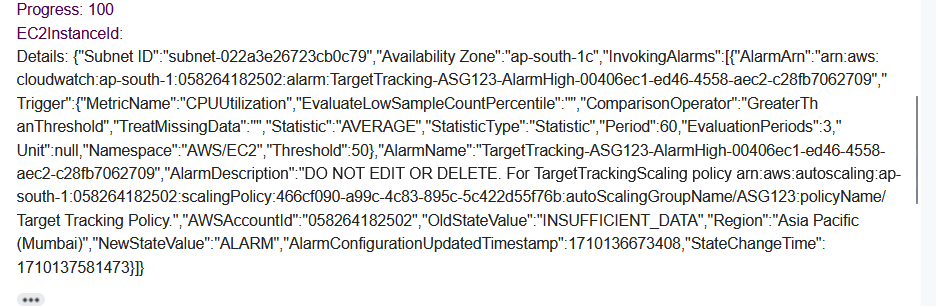 Progress: 100
EC2InstanceId:
Details: {"Subnet ID":"subnet-022a3e26723cb0c79","Availability Zone":"ap-south-1c","InvokingAlarms":[{"AlarmArn":"arn:aws:
cloudwatch:ap-south-1:058264182502:alarm:TargetTracking-ASG123-AlarmHigh-00406ec1-ed46-4558-aec2-c28fb7062709","
Trigger":{"MetricName":"CPUUtilization","EvaluateLowSampleCountPercentile":"","ComparisonOperator":"GreaterTh
anThreshold","TreatMissingData":"","Statistic":"AVERAGE","StatisticType":"Statistic","Period":60,"EvaluationPeriods":3,"
Unit":null,"Namespace":"AWS/EC2","Threshold":50},"AlarmName":"TargetTracking-ASG123-AlarmHigh-00406ec1-ed46-4558-
aec2-c28fb7062709","AlarmDescription":"DO NOT EDIT OR DELETE. For TargetTrackingScaling policy arn:aws:autoscaling:ap-
south-1:058264182502:scalingPolicy:466cf090-a99c-4c83-895c-5c422d55f76b:autoScalingGroupName/ASG123:policyName/
Target Tracking Policy.","AWSAccountId":"058264182502","OldStateValue":"INSUFFICIENT_DATA","Region":"Asia Pacific
(Mumbai)","NewStateValue":"ALARM","AlarmConfigurationUpdatedTimestamp":1710136673408,"StateChangeTime":
1710137581473}]}